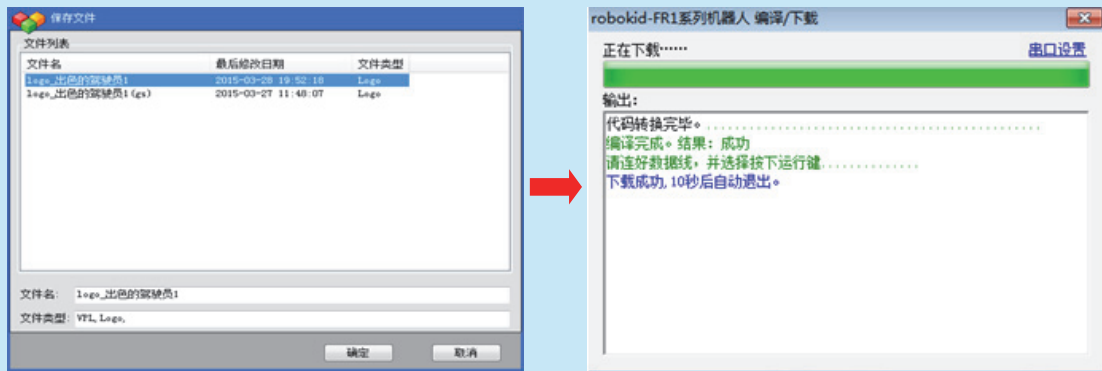 保存文件
文件列表
文件名 最后修改日期 文件类型
logo_出色的驾驶员1 2015-03-28 19:52:18 Logo
logo_出色的驾驶员1(gs) 2015-03-27 11:48:07 Logo
文件名: logo_出色的驾驶员1
文件类型: VPL,Logo,
确定 取消
robokid-FR1系列机器人 编译/下载
正在下载…… 串口设置
输出:
代码转换完毕。................................................
编译完成。结果: 成功
请连好数据线, 并选择按下运行键..............
下载成功,10秒后自动退出。